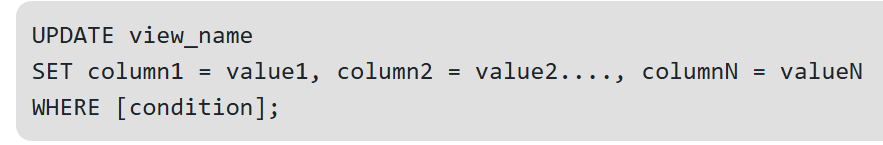 UPDATE view_name
SET column1 = value1, column2 = value2...., columnN = valueN
WHERE [condition];